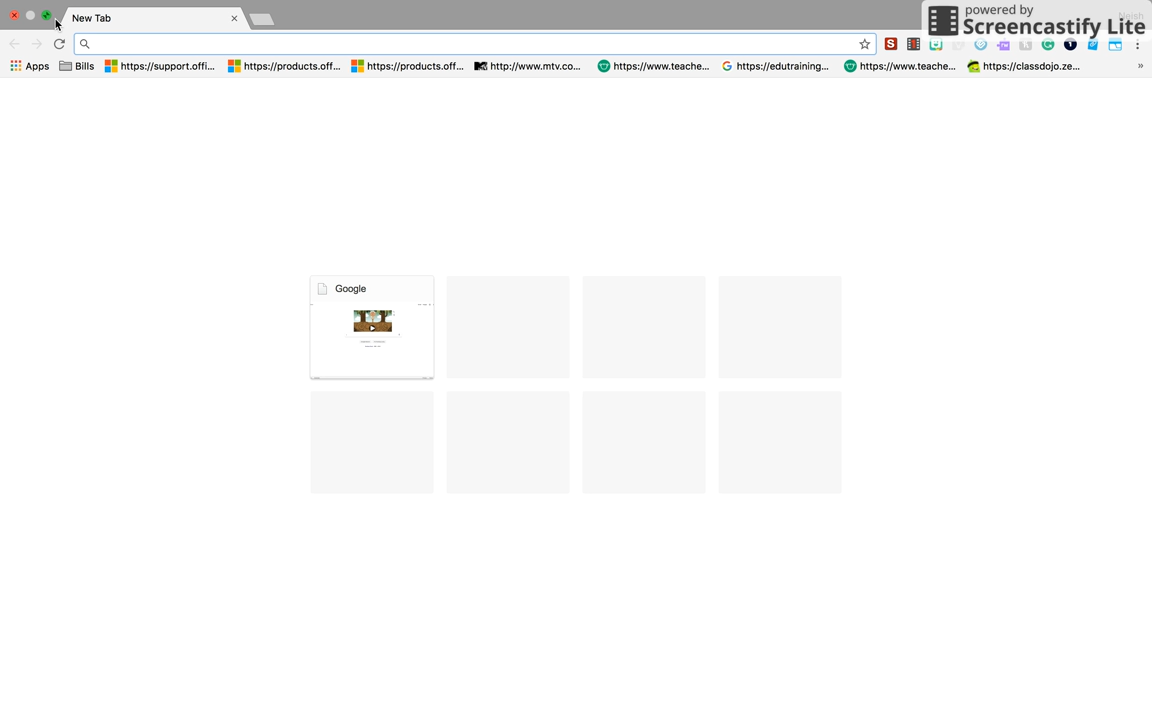 New Tab
powered by
Screencastify Lite
Apps
Bills
https://support.offi...
https://products.off...
https://products.off...
http://www.mtv.co...
https://www.teache...
https://edutraining...
https://www.teache...
https://classdojo.ze...
»
Google